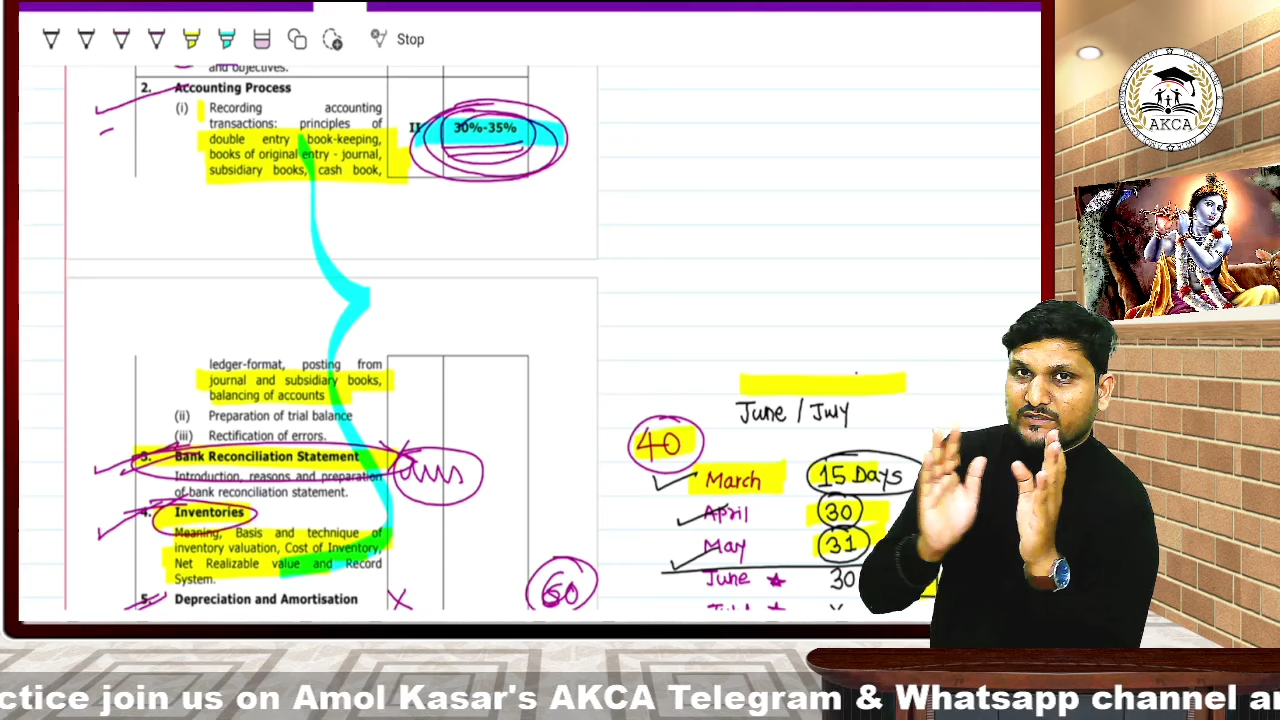 Stop
and objectives.
2. Accounting Process
(i) Recording accounting
transactions: principles of
double entry book-keeping,
books of original entry - journal,
subsidiary books, cash book,
II 30%-35%
ledger-format, posting from
journal and subsidiary books,
balancing of accounts
(ii) Preparation of trial balance
(iii) Rectification of errors.
3. Bank Reconciliation Statement
Introduction, reasons and preparation
of bank reconciliation statement.
4. Inventories
Meaning, Basis and technique of
inventory valuation, Cost of Inventory,
Net Realizable value and Record
System.
5. Depreciation and Amortisation
60
June / July
40
March 15 Days
April 30
May 31
June 30
AKCA
ctice join us on Amol Kasar's AKCA Telegram & Whatsapp channel a